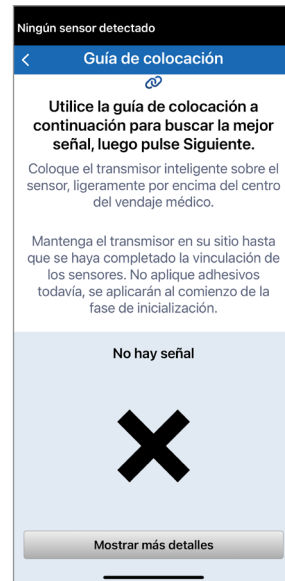 Ningún sensor detectado
Guía de colocación
Utilice la guía de colocación a
continuación para buscar la mejor
señal, luego pulse Siguiente.
Coloque el transmisor inteligente sobre el
sensor, ligeramente por encima del centro
del vendaje médico.
Mantenga el transmisor en su sitio hasta
que se haya completado la vinculación de
los sensores. No aplique adhesivos
todavía, se aplicarán al comienzo de la
fase de inicialización.
No hay señal
Mostrar más detalles